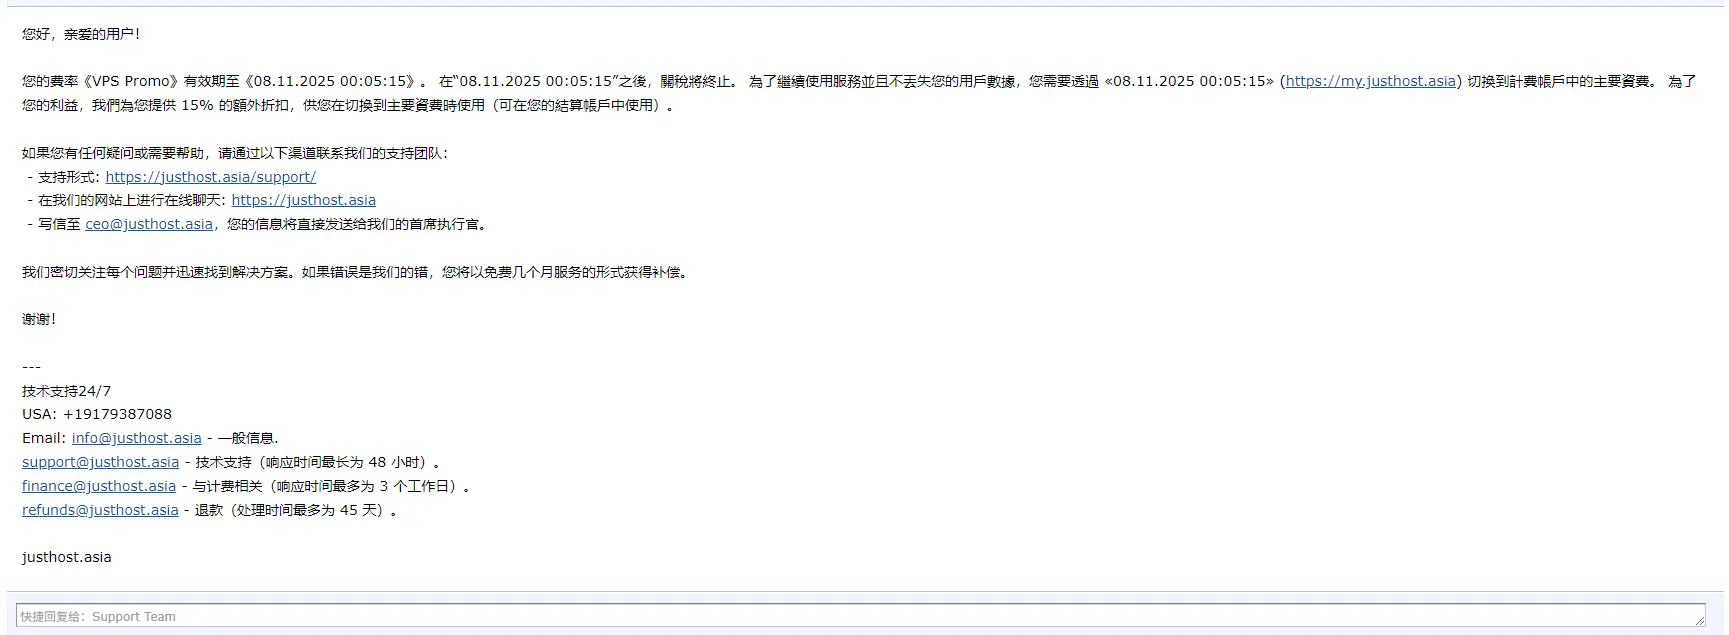 您好，亲爱的用户！
您的費率《VPS Promo》有效期至《08.11.2025 00:05:15》。 在“08.11.2025 00:05:15”之後，關稅將終止。 為了繼續使用服務並且不丟失您的用戶數據，您需要透過 «08.11.2025 00:05:15» (https://my.justhost.asia) 切換到計費帳戶中的主要資費。 為了
您的利益，我們為您提供 15% 的額外折扣，供您在切換到主要資費時使用（可在您的結算帳戶中使用）。
如果您有任何疑问或需要帮助，请通过以下渠道联系我们的支持团队：
- 支持形式: https://justhost.asia/support/
- 在我们的网站上进行在线聊天: https://justhost.asia
- 写信至 ceo@justhost.asia，您的信息将直接发送给我们的首席执行官。
我们密切关注每个问题并迅速找到解决方案。如果错误是我们的错，您将以免费几个月服务的形式获得补偿。
谢谢！
---
技术支持24/7
USA: +19179387088
Email: info@justhost.asia - 一般信息.
support@justhost.asia - 技术支持（响应时间最长为 48 小时）。
finance@justhost.asia - 与计费相关（响应时间最多为 3 个工作日）。
refunds@justhost.asia - 退款（处理时间最多为 45 天）。
justhost.asia
快捷回复给：Support Team